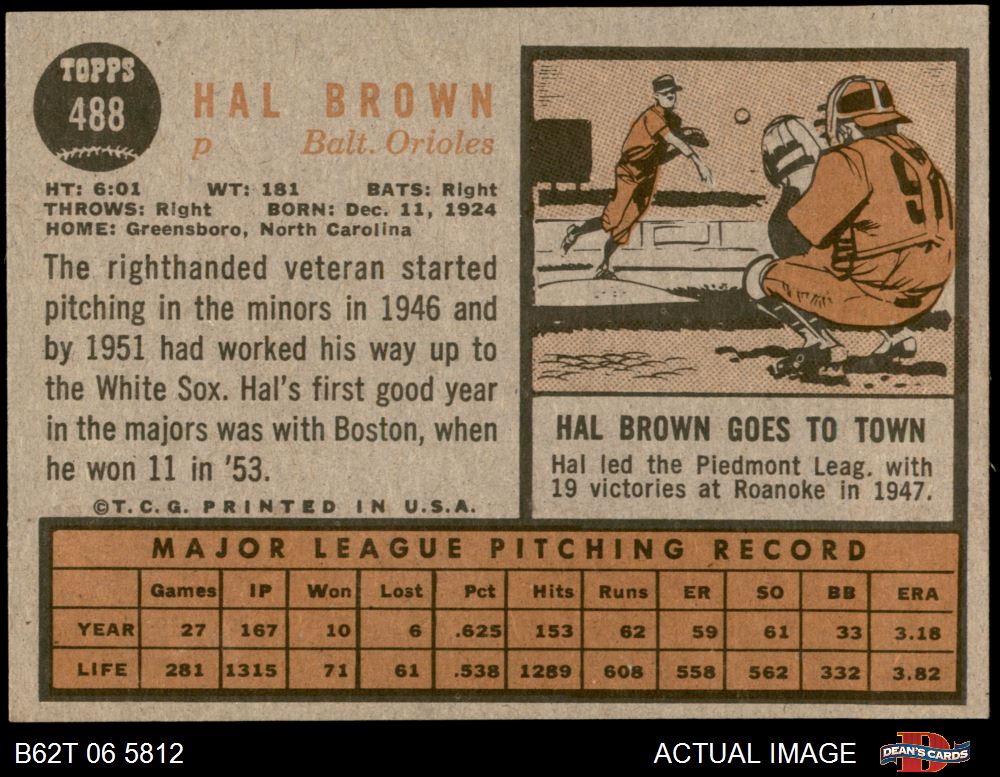 TOPPS
488
HAL BROWN
p Balt. Orioles
HT: 6:01 WT: 181 BATS: Right
THROWS: Right BORN: Dec. 11, 1924
HOME: Greensboro, North Carolina
The righthanded veteran started
pitching in the minors in 1946 and
by 1951 had worked his way up to
the White Sox. Hal's first good year
in the majors was with Boston, when
he won 11 in '53.
©T.C.G. PRINTED IN U.S.A.
HAL BROWN GOES TO TOWN
Hal led the Piedmont Leag. with
19 victories at Roanoke in 1947.
MAJOR LEAGUE PITCHING RECORD
Games IP Won Lost Pct Hits Runs ER SO BB ERA
YEAR 27 167 10 6 .625 153 62 59 61 33 3.18
LIFE 281 1315 71 61 .538 1289 608 558 562 332 3.82
B62T 06 5812 ACTUAL IMAGE DEAN'S CARDS